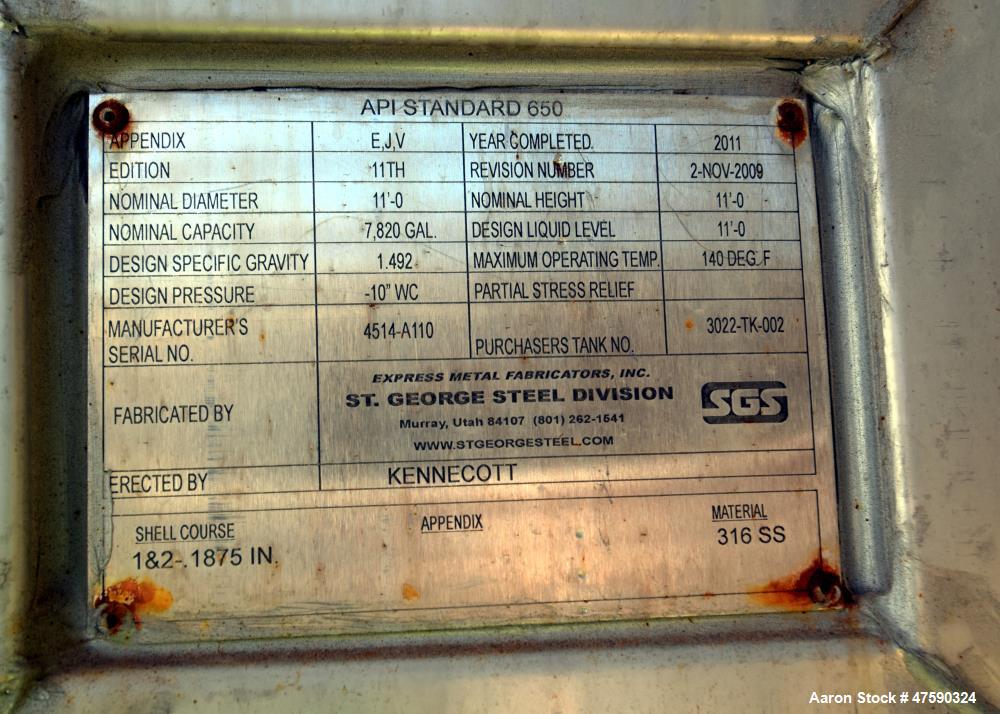 API STANDARD 650
APPENDIX E,J,V YEAR COMPLETED. 2011
EDITION 11TH REVISION NUMBER 2-NOV-2009
NOMINAL DIAMETER 11'-0 NOMINAL HEIGHT 11'-0
NOMINAL CAPACITY 7,820 GAL. DESIGN LIQUID LEVEL 11'-0
DESIGN SPECIFIC GRAVITY 1.492 MAXIMUM OPERATING TEMP. 140 DEG. F
DESIGN PRESSURE -10" WC PARTIAL STRESS RELIEF
MANUFACTURER'S
SERIAL NO. 4514-A110 PURCHASERS TANK NO. 3022-TK-002
FABRICATED BY
EXPRESS METAL FABRICATORS, INC.
ST. GEORGE STEEL DIVISION
Murray, Utah 84107 (801) 262-1541
WWW.STGEORGESTEEL.COM
SGS
ERECTED BY KENNECOTT
SHELL COURSE APPENDIX MATERIAL
1&2-.1875 IN. 316 SS
Aaron Stock # 47590324